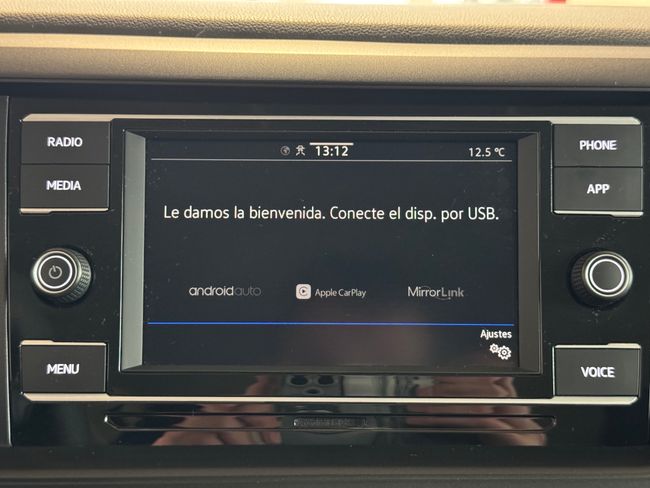 RADIO
MEDIA
MENU
13:12
12.5 °C
Le damos la bienvenida. Conecte el disp. por USB.
androidauto
Apple CarPlay
MirrorLink
Ajustes
PHONE
APP
VOICE